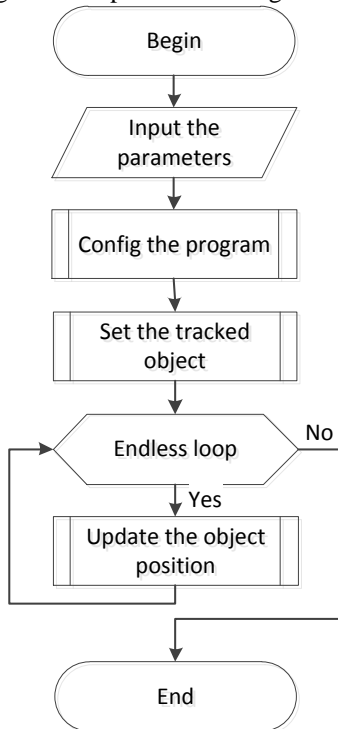 Begin
Input the
parameters
Config the program
Set the tracked
object
Endless loop
No
Yes
Update the object
position
End